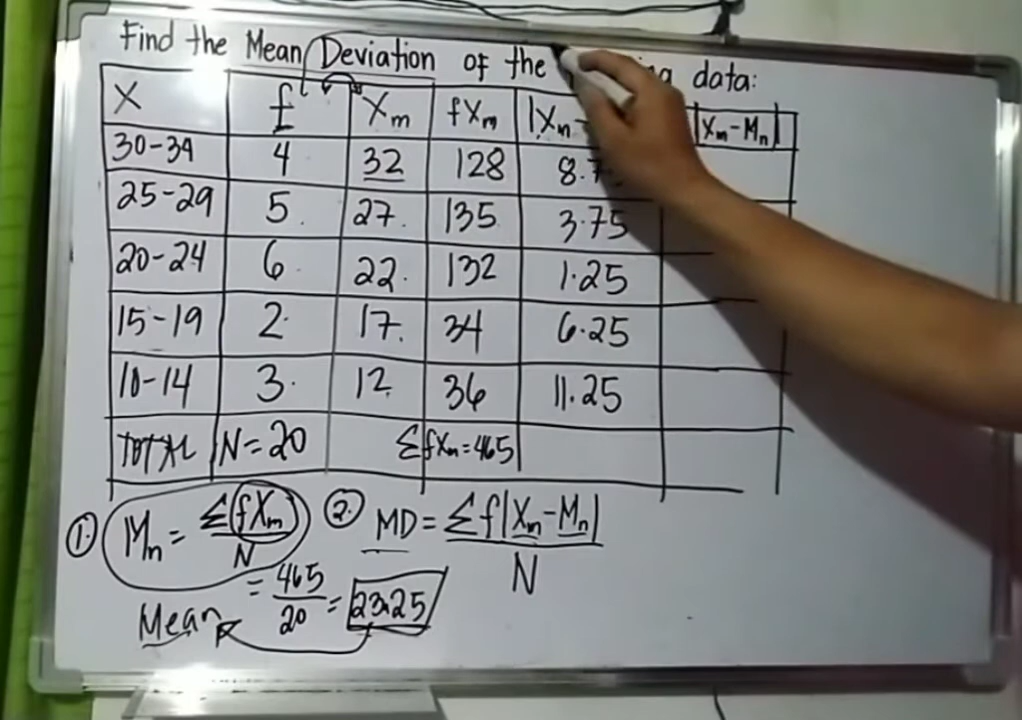 Find the Mean Deviation of the data:
X f Xm fXm |Xm- |Xm-Mn|
30-34 4 32 128 8.7
25-29 5 27 135 3.75
20-24 6 22 132 1.25
15-19 2 17 34 6.25
10-14 3 12 36 11.25
TOTAL N=20 ΣfXm=465
1. Mn = Σ(fXm) / N
2. MD = Σf|Xm-Mn| / N
= 465/20 = 23.25
Mean